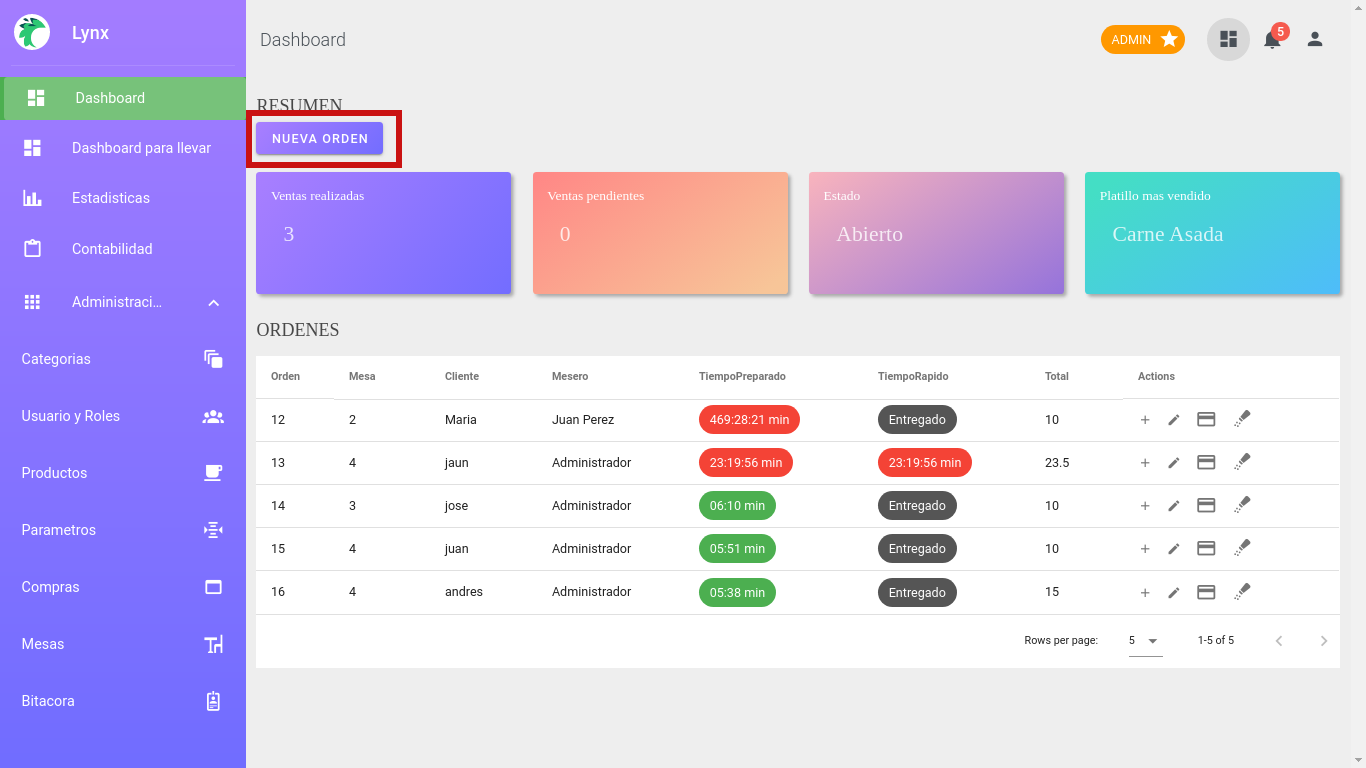 Lynx
Dashboard
Dashboard para llevar
Estadisticas
Contabilidad
Administraci...
Categorias
Usuario y Roles
Productos
Parametros
Compras
Mesas
Bitacora
Dashboard
ADMIN
5
RESUMEN
NUEVA ORDEN
Ventas realizadas
3
Ventas pendientes
0
Estado
Abierto
Platillo mas vendido
Carne Asada
ORDENES
Orden Mesa Cliente Mesero TiempoPreparado TiempoRapido Total Actions
12 2 Maria Juan Perez 469:28:21 min Entregado 10
13 4 jaun Administrador 23:19:56 min 23:19:56 min 23.5
14 3 jose Administrador 06:10 min Entregado 10
15 4 juan Administrador 05:51 min Entregado 10
16 4 andres Administrador 05:38 min Entregado 15
Rows per page: 5 1-5 of 5